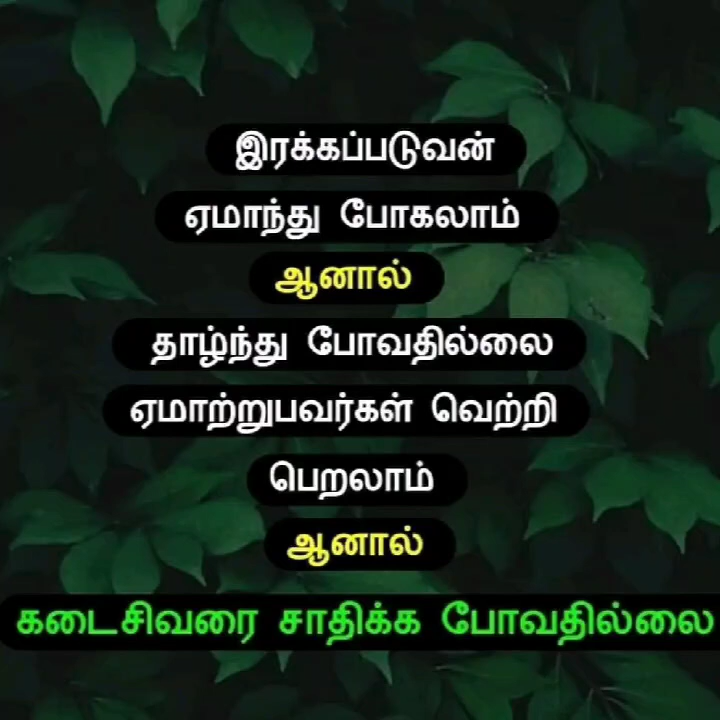 இரக்கப்படுவன்
ஏமாந்து போகலாம்
ஆனால்
தாழ்ந்து போவதில்லை
ஏமாற்றுபவர்கள் வெற்றி
பெறலாம்
ஆனால்
கடைசிவரை சாதிக்க போவதில்லை